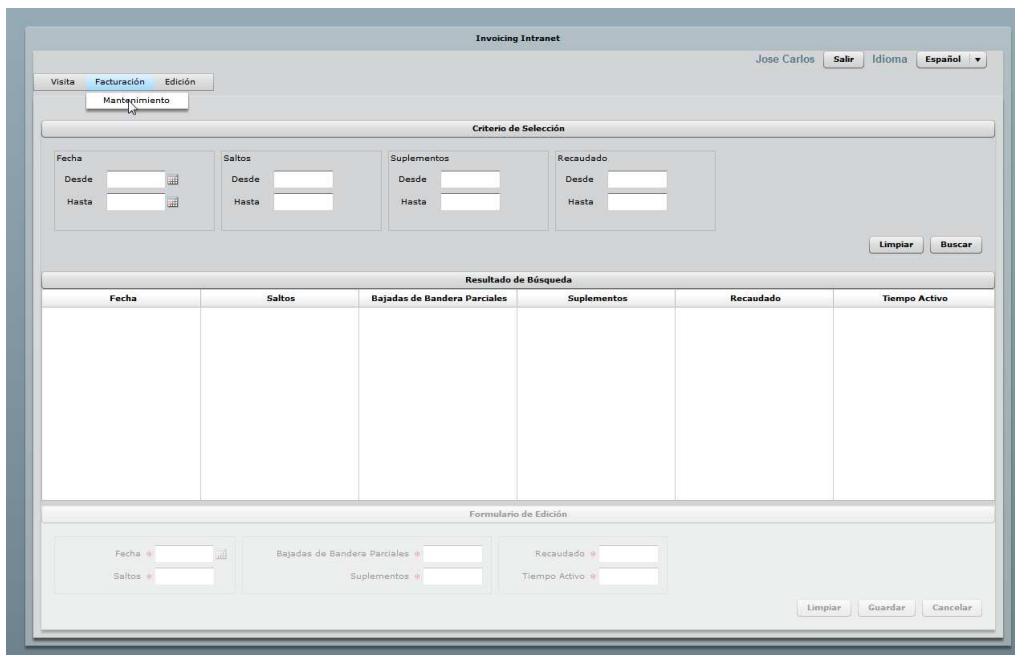 Invoicing Intranet
Jose Carlos Salir Idioma Español
Visita Facturación Edición
Mantenimiento
Criterio de Selección
Fecha Saltos Suplementos Recaudado
Desde Desde Desde Desde
Hasta Hasta Hasta Hasta
Limpiar Buscar
Resultado de Búsqueda
Fecha Saltos Bajadas de Bandera Parciales Suplementos Recaudado Tiempo Activo
Formulario de Edición
Fecha * Bajadas de Bandera Parciales * Recaudado *
Saltos * Suplementos * Tiempo Activo *
Limpiar Guardar Cancelar